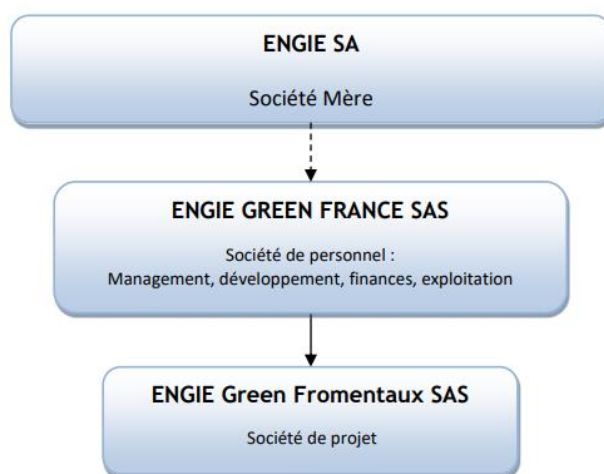 ENGIE SA
Société Mère
ENGIE GREEN FRANCE SAS
Société de personnel :
Management, développement, finances, exploitation
ENGIE Green Fromentaux SAS
Société de projet